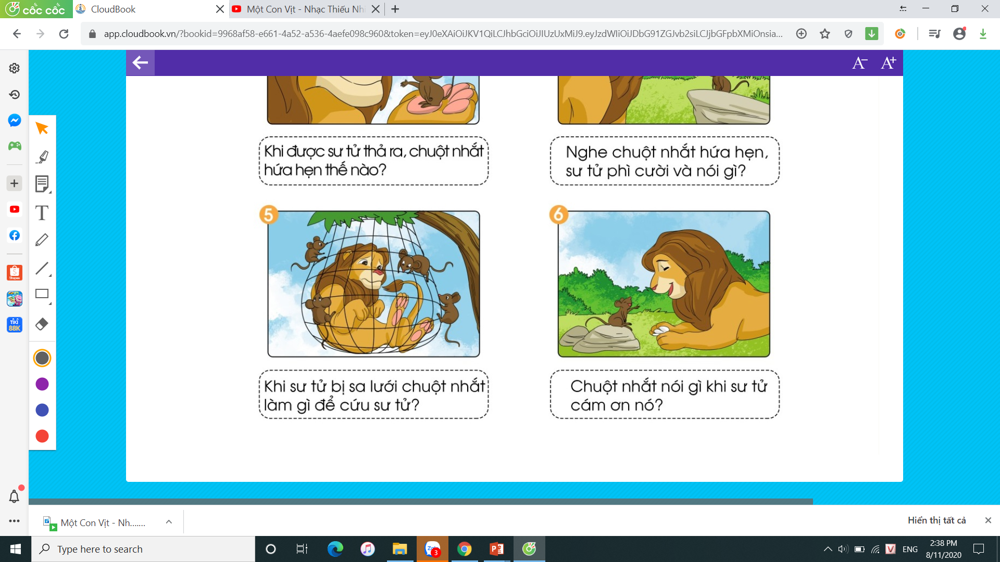 cốc cốc
CloudBook
Một Con Vịt - Nhạc Thiếu Nhi
app.cloudbook.vn/?bookid=9968af58-e661-4a52-a536-4aefe098c960&token=eyJ0eXAiOiJKV1QiLCJhbGciOiJIUzUxMiJ9.eyJzdWIiOiJDbG91ZGJvb2siLCJjbGFpbXMiOnsia...
A- A+
Khi được sư tử thả ra, chuột nhắt
hứa hẹn thế nào?
Nghe chuột nhắt hứa hẹn,
sư tử phì cười và nói gì?
5
6
Khi sư tử bị sa lưới chuột nhắt
làm gì để cứu sư tử?
Chuột nhắt nói gì khi sư tử
cám ơn nó?
T
TIKI
88K
Một Con Vịt - Nh.......
Hiển thị tất cả
Type here to search
3
ENG
2:38 PM
8/11/2020